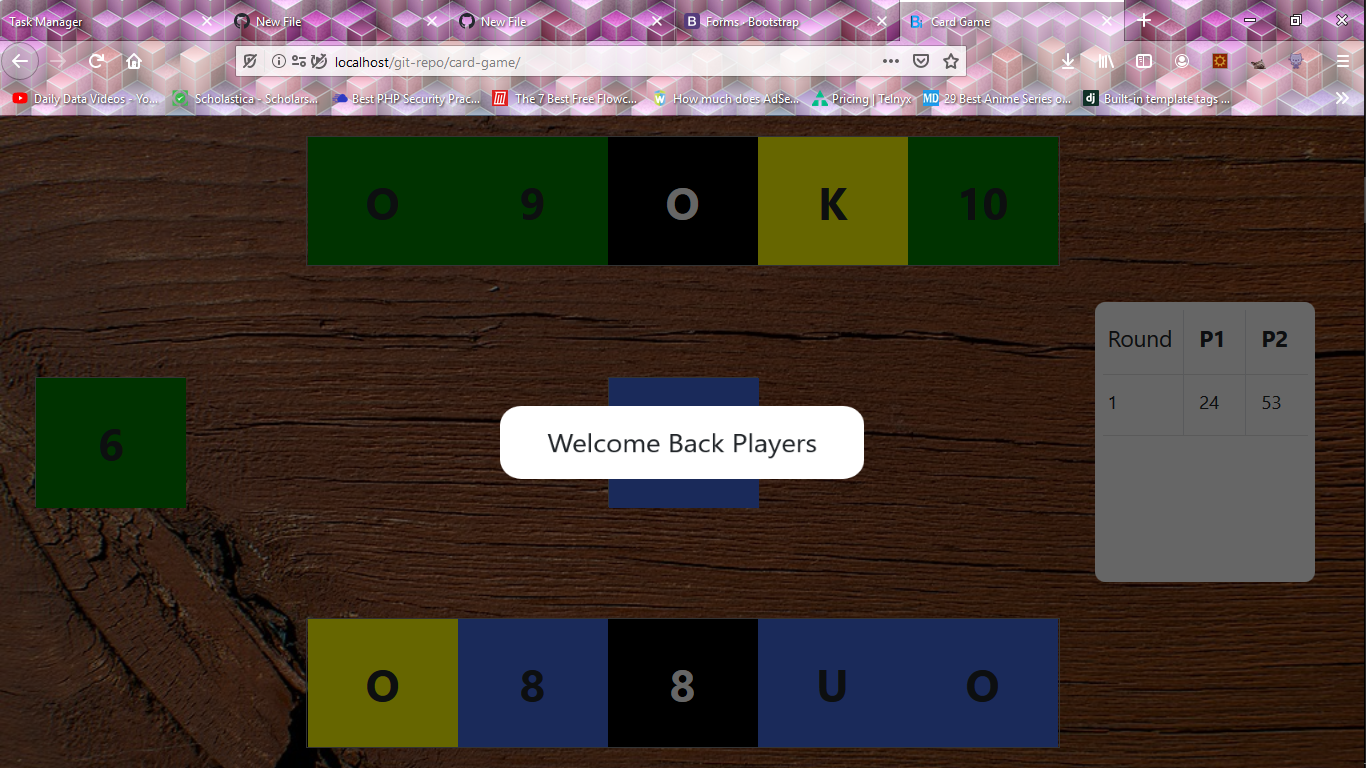 Task Manager
New File
New File
Forms - Bootstrap
Card Game
localhost/git-repo/card-game/
Daily Data Videos - Yo...
Scholastica - Scholars...
Best PHP Security Prac...
The 7 Best Free Flowc...
How much does AdSe...
Pricing | Telnyx
MD
29 Best Anime Series o...
dj
Built-in template tags ...
O 9 O K 10
Round P1 P2
1 24 53
6
Welcome Back Players
O 8 8 U O